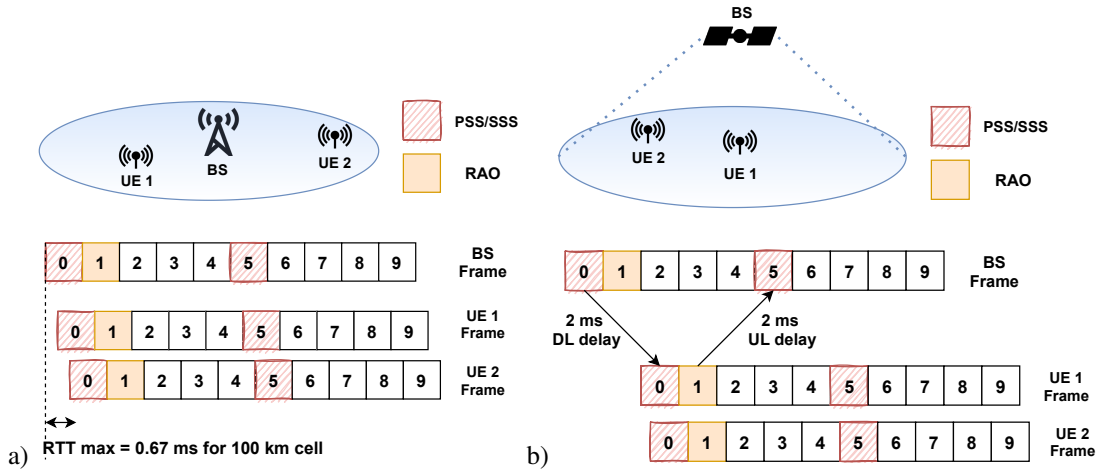 BS
UE 1
UE 2
PSS/SSS
RAO
0 1 2 3 4 5 6 7 8 9
BS
Frame
0 1 2 3 4 5 6 7 8 9
UE 1
Frame
0 1 2 3 4 5 6 7 8 9
UE 2
Frame
a)
RTT max = 0.67 ms for 100 km cell
BS
UE 2
UE 1
PSS/SSS
RAO
0 1 2 3 4 5 6 7 8 9
BS
Frame
2 ms
DL delay
2 ms
UL delay
0 1 2 3 4 5 6 7 8 9
UE 1
Frame
0 1 2 3 4 5 6 7 8 9
UE 2
Frame
b)